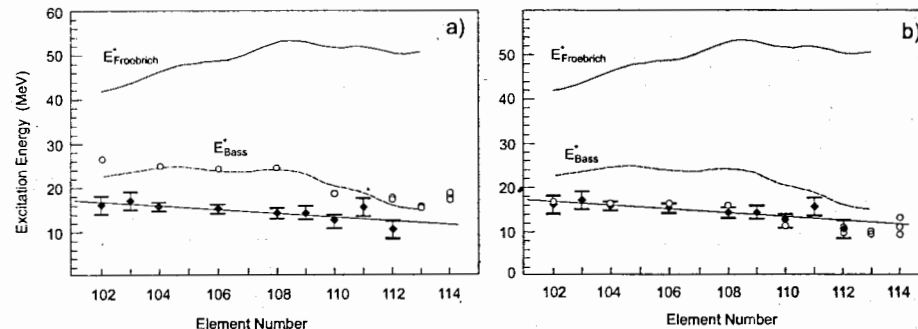 a)
b)
Excitation Energy (MeV)
60
50
40
30
20
10
E*Froebrich
E*Bass
102 104 106 108 110 112 114
Element Number
60
50
40
30
20
10
0
E*Froebrich
E*Bass
102 104 106 108 110 112 114
Element Number